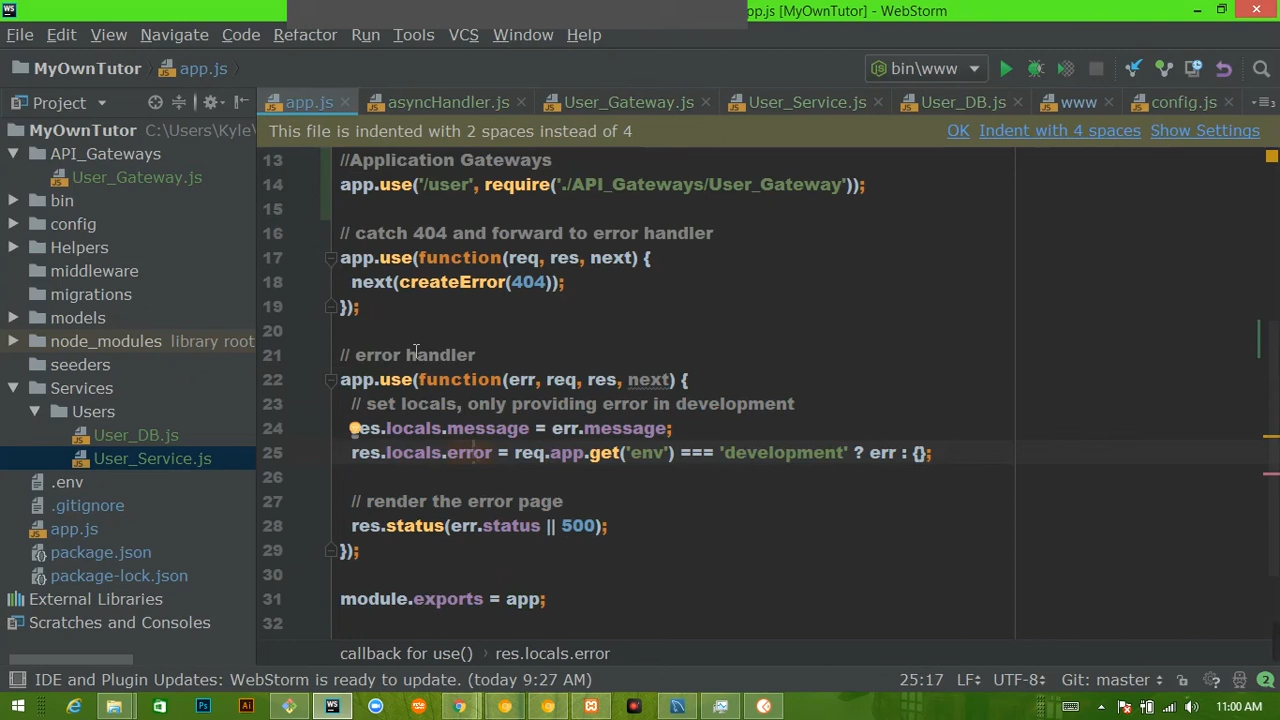 WS
app.js [MyOwnTutor] - WebStorm
File Edit View Navigate Code Refactor Run Tools VCS Window Help
MyOwnTutor app.js
bin\www
Project
app.js asyncHandler.js User_Gateway.js User_Service.js User_DB.js www config.js
This file is indented with 2 spaces instead of 4 OK Indent with 4 spaces Show Settings
MyOwnTutor C:\Users\Kyle
API_Gateways
User_Gateway.js
bin
config
Helpers
middleware
migrations
models
node_modules library root
seeders
Services
Users
User_DB.js
User_Service.js
.env
.gitignore
app.js
package.json
package-lock.json
External Libraries
Scratches and Consoles
13 //Application Gateways
14 app.use('/user', require('./API_Gateways/User_Gateway'));
15
16 // catch 404 and forward to error handler
17 app.use(function(req, res, next) {
18 next(createError(404));
19 });
20
21 // error handler
22 app.use(function(err, req, res, next) {
23 // set locals, only providing error in development
24 res.locals.message = err.message;
25 res.locals.error = req.app.get('env') === 'development' ? err : {};
26
27 // render the error page
28 res.status(err.status || 500);
29 });
30
31 module.exports = app;
32
callback for use() res.locals.error
IDE and Plugin Updates: WebStorm is ready to update. (today 9:27 AM) 25:17 LF UTF-8 Git: master 2
Ps Ai WS 11:00 AM